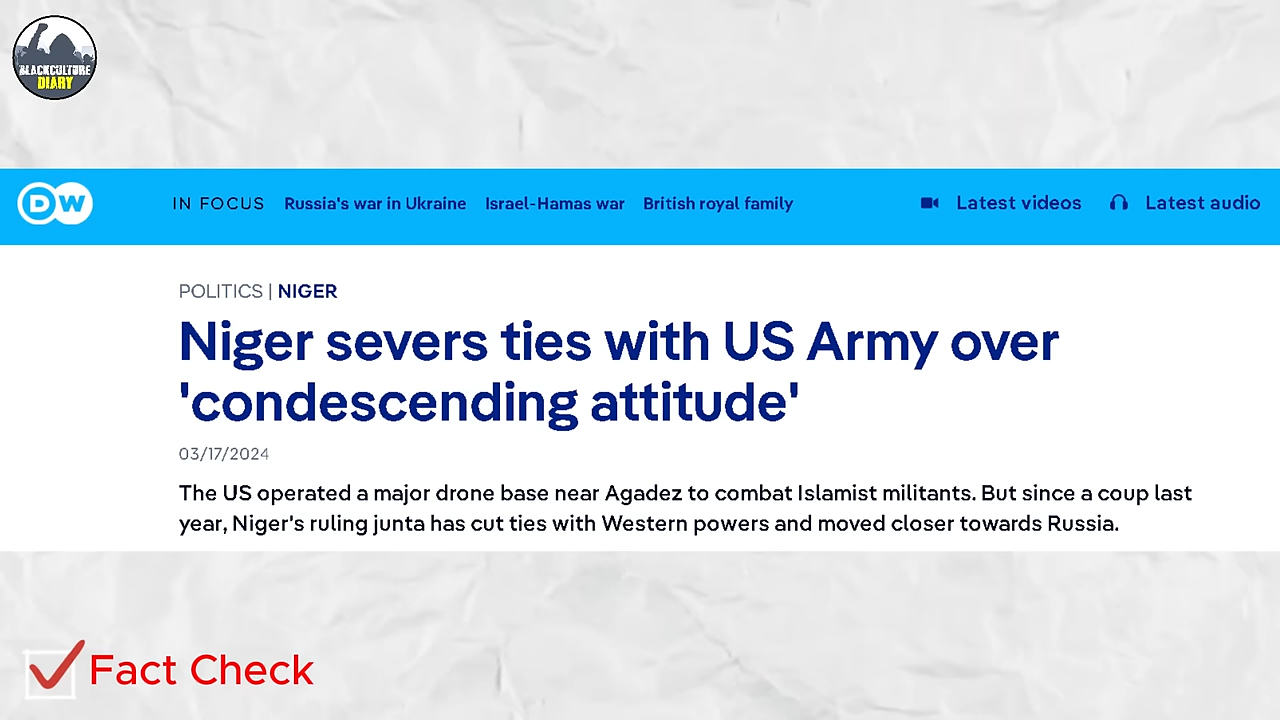 BLACKCULTURE
DIARY
DW
IN FOCUS Russia's war in Ukraine Israel-Hamas war British royal family Latest videos Latest audio
POLITICS | NIGER
Niger severs ties with US Army over
'condescending attitude'
03/17/2024
The US operated a major drone base near Agadez to combat Islamist militants. But since a coup last
year, Niger's ruling junta has cut ties with Western powers and moved closer towards Russia.
Fact Check